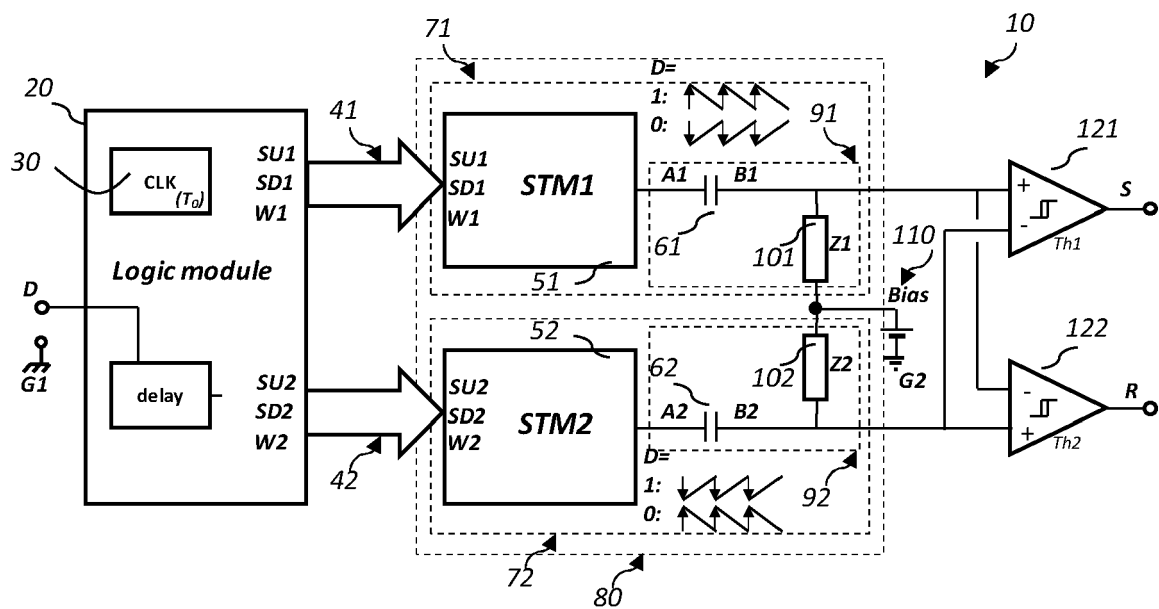 10
71
D=
1:
0:
20
41
91
121
30
CLK
(T₀)
SU1
SD1
W1
SU1
SD1
W1
STM1
A1
B1
+
-
Th1
S
61
101
Z1
110
Logic module
51
Bias
D
G1
52
62
102
Z2
G2
122
delay
SU2
SD2
W2
SU2
SD2
W2
STM2
A2
B2
-
+
Th2
R
42
D=
1:
0:
92
72
80